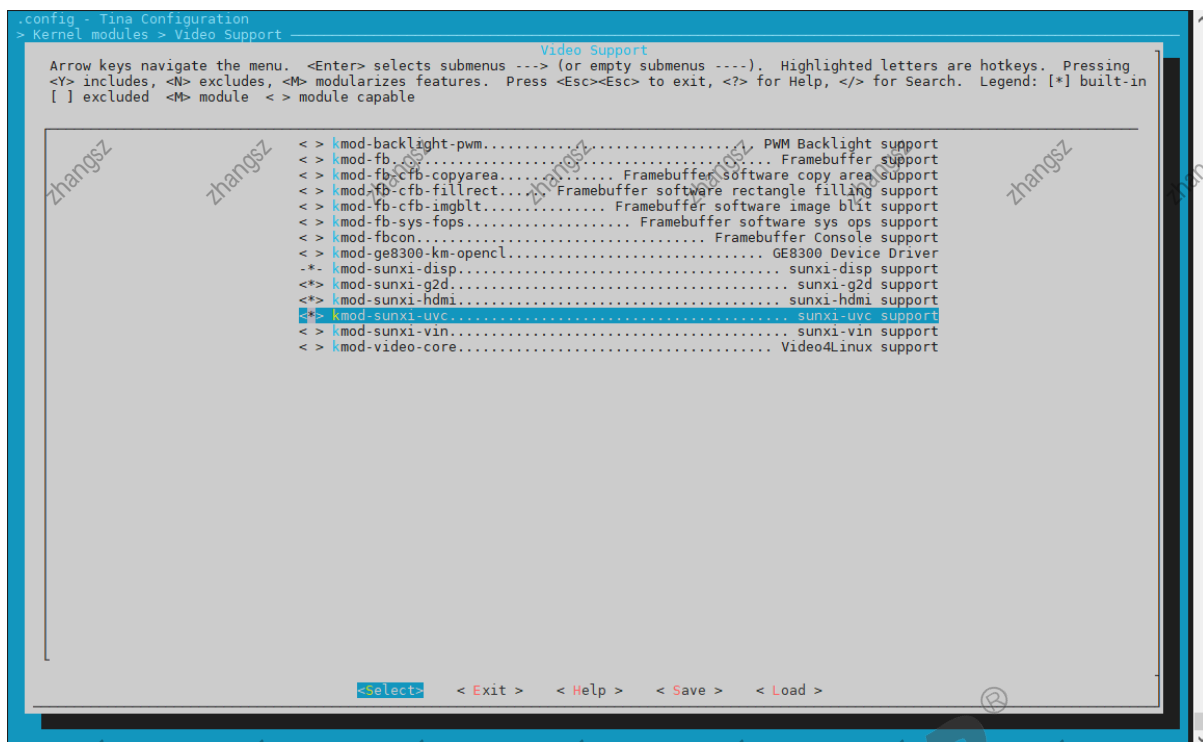 .config - Tina Configuration
> Kernel modules > Video Support
Video Support
Arrow keys navigate the menu.  <Enter> selects submenus ---> (or empty submenus ----).  Highlighted letters are hotkeys.  Pressing
<Y> includes, <N> excludes, <M> modularizes features.  Press <Esc><Esc> to exit, <?> for Help, </> for Search.  Legend: [*] built-in
[ ] excluded  <M> module  < > module capable
< > kmod-backlight-pwm................................. PWM Backlight support
< > kmod-fb.............................................. Framebuffer support
< > kmod-fb-cfb-copyarea.............. Framebuffer software copy area support
< > kmod-fb-cfb-fillrect...... Framebuffer software rectangle filling support
< > kmod-fb-cfb-imgblt............... Framebuffer software image blit support
< > kmod-fb-sys-fops.................... Framebuffer software sys ops support
< > kmod-fbcon................................... Framebuffer Console support
< > kmod-ge8300-km-opencl............................... GE8300 Device Driver
-*- kmod-sunxi-disp....................................... sunxi-disp support
<*> kmod-sunxi-g2d......................................... sunxi-g2d support
<*> kmod-sunxi-hdmi....................................... sunxi-hdmi support
<*> kmod-sunxi-uvc......................................... sunxi-uvc support
< > kmod-sunxi-vin......................................... sunxi-vin support
< > kmod-video-core...................................... Video4Linux support
zhangsz zhangsz zhangsz zhangsz zhangsz zhangsz zhangsz
<Select>    < Exit >    < Help >    < Save >    < Load >
®